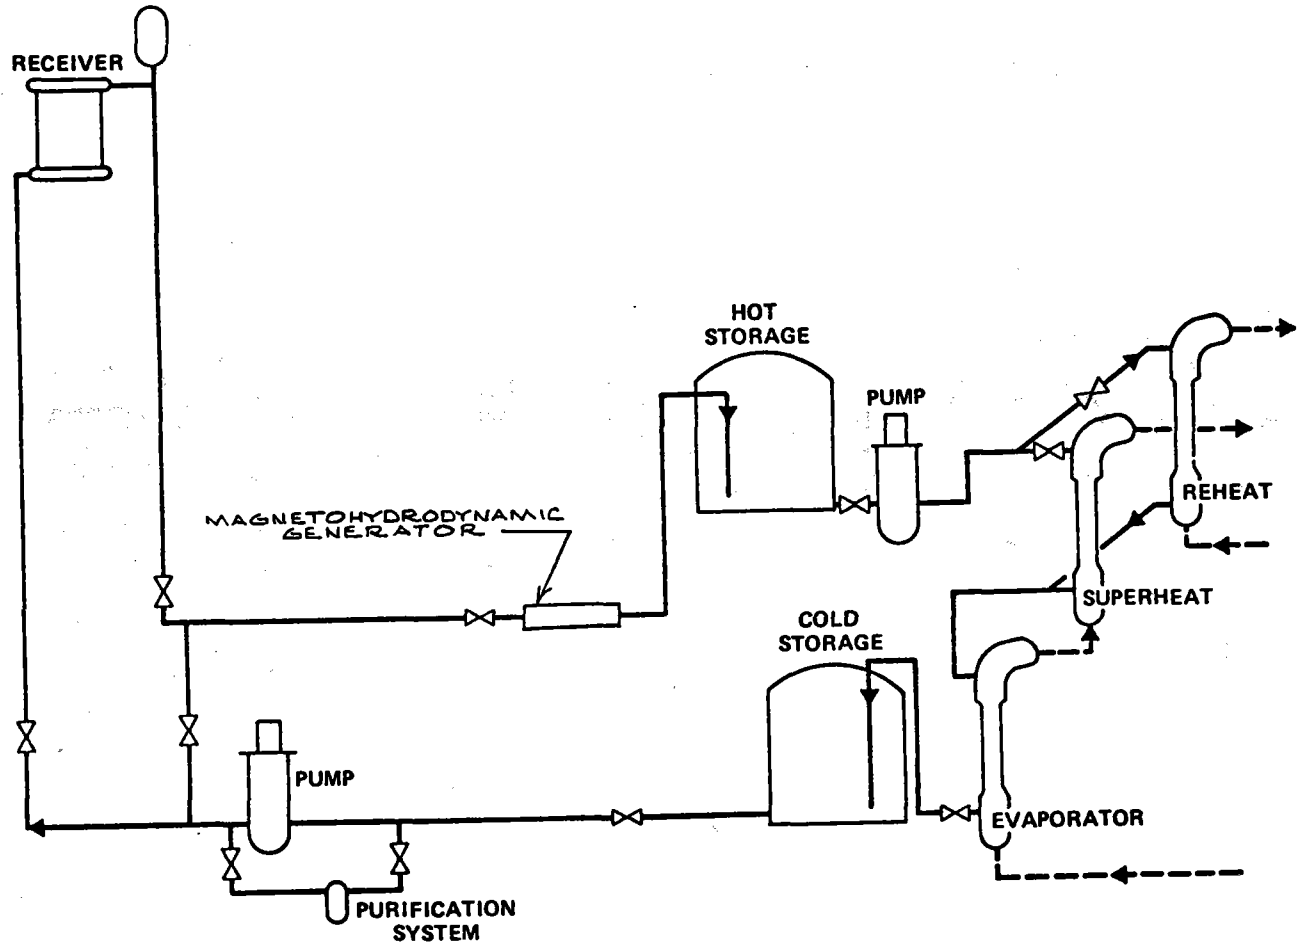 RECEIVER
HOT
STORAGE
PUMP
REHEAT
MAGNETOHYDRODYNAMIC
GENERATOR
SUPERHEAT
COLD
STORAGE
PUMP
EVAPORATOR
PURIFICATION
SYSTEM